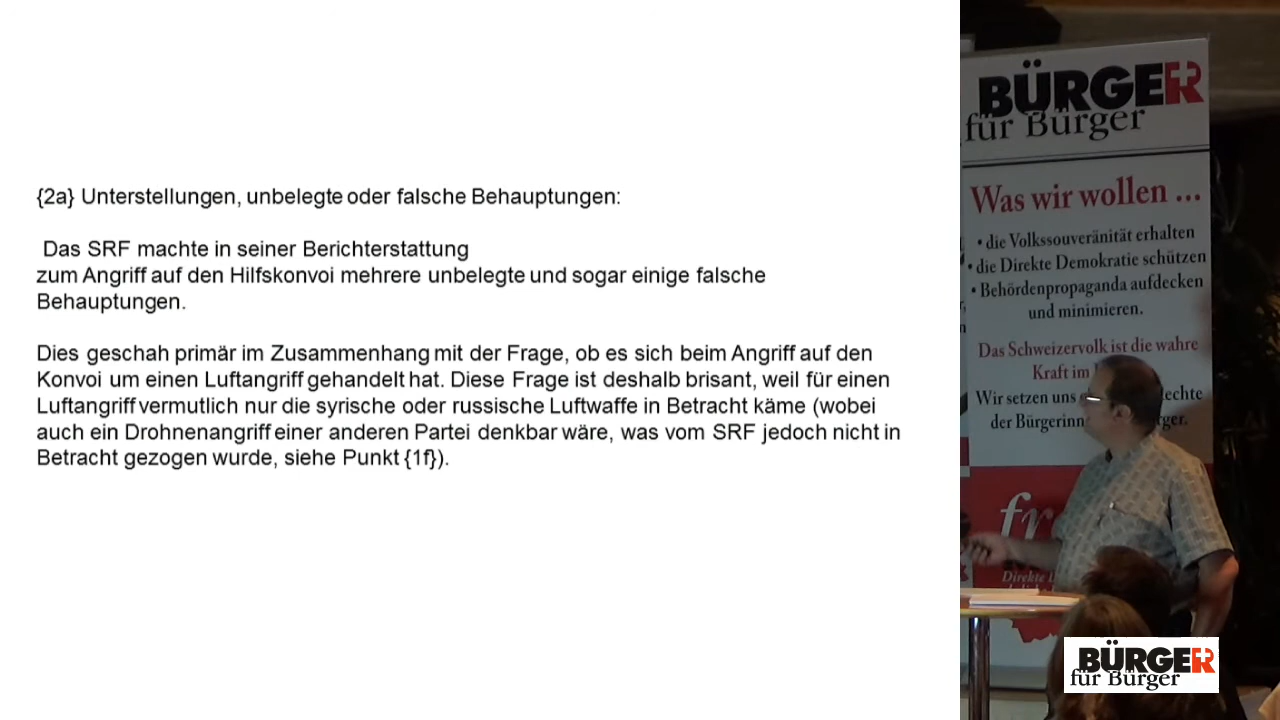 {2a} Unterstellungen, unbelegte oder falsche Behauptungen:
Das SRF machte in seiner Berichterstattung
zum Angriff auf den Hilfskonvoi mehrere unbelegte und sogar einige falsche
Behauptungen.
Dies geschah primär im Zusammenhang mit der Frage, ob es sich beim Angriff auf den
Konvoi um einen Luftangriff gehandelt hat. Diese Frage ist deshalb brisant, weil für einen
Luftangriff vermutlich nur die syrische oder russische Luftwaffe in Betracht käme (wobei
auch ein Drohnenangriff einer anderen Partei denkbar wäre, was vom SRF jedoch nicht in
Betracht gezogen wurde, siehe Punkt {1f}).
BÜRGER
für Bürger
Was wir wollen ...
• die Volkssouveränität erhalten
• die Direkte Demokratie schützen
• Behördenpropaganda aufdecken
und minimieren.
Das Schweizervolk ist die wahre
Kraft im
Wir setzen uns
der
Direkte
BÜRGER
für Bürger